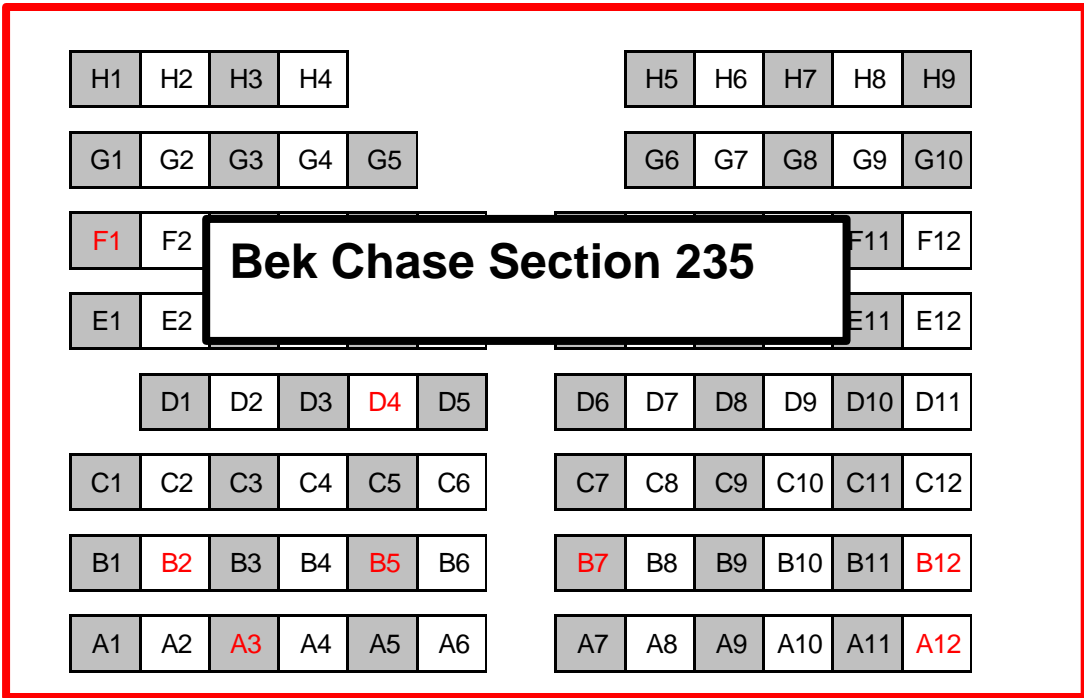 H1 H2 H3 H4 H5 H6 H7 H8 H9
G1 G2 G3 G4 G5 G6 G7 G8 G9 G10
F1 F2 F11 F12
Bek Chase Section 235
E1 E2 E11 E12
D1 D2 D3 D4 D5 D6 D7 D8 D9 D10 D11
C1 C2 C3 C4 C5 C6 C7 C8 C9 C10 C11 C12
B1 B2 B3 B4 B5 B6 B7 B8 B9 B10 B11 B12
A1 A2 A3 A4 A5 A6 A7 A8 A9 A10 A11 A12